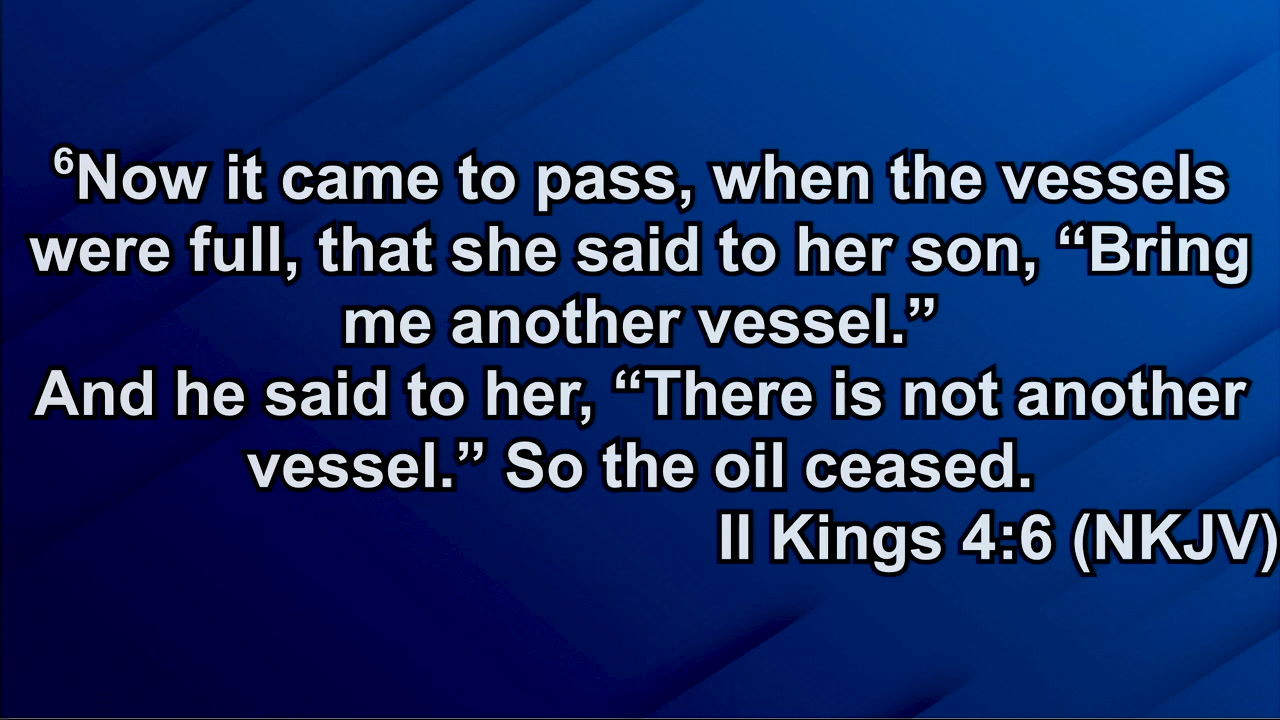 ⁶Now it came to pass, when the vessels
were full, that she said to her son, “Bring
me another vessel.”
And he said to her, “There is not another
vessel.” So the oil ceased.
II Kings 4:6 (NKJV)